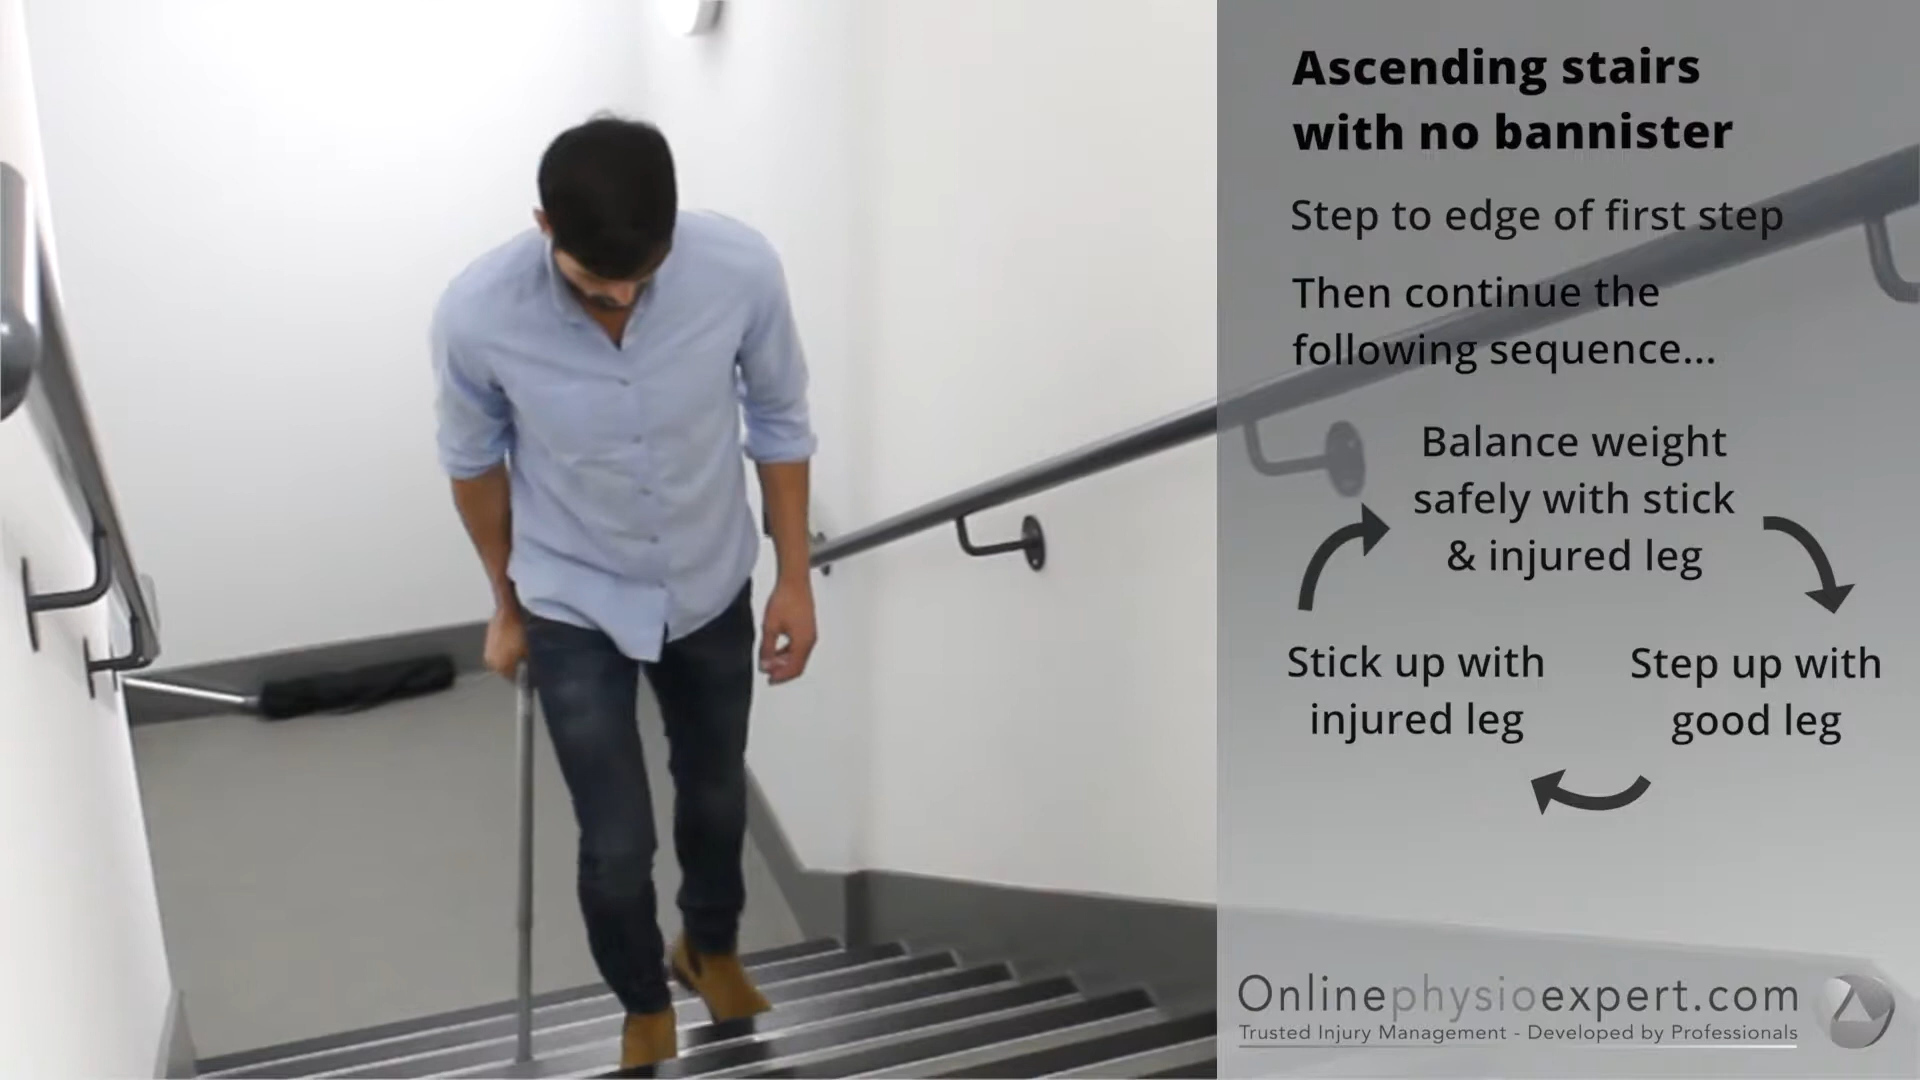 Ascending stairs
with no bannister
Step to edge of first step
Then continue the
following sequence...
Balance weight
safely with stick
& injured leg
Stick up with
injured leg
Step up with
good leg
Onlinephysioexpert.com
Trusted Injury Management - Developed by Professionals